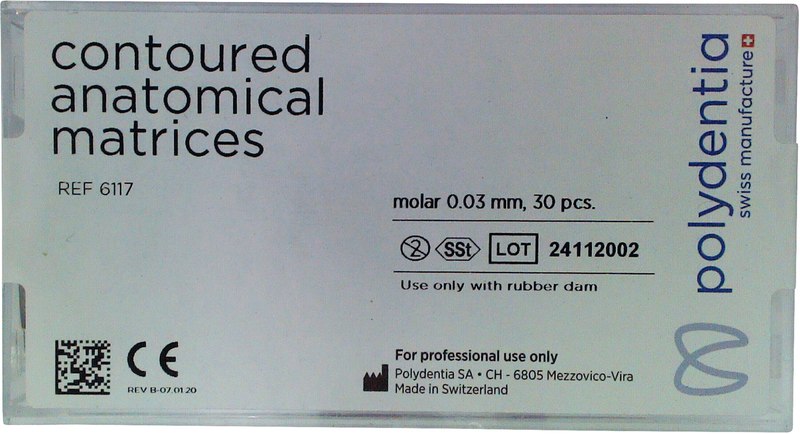 contoured
anatomical
matrices
REF 6117
molar 0.03 mm, 30 pcs.
2 SSt LOT 24112002
Use only with rubber dam
CE
REV B-07.01.20
For professional use only
Polydentia SA • CH - 6805 Mezzovico-Vira
Made in Switzerland
polydentia
swiss manufacture